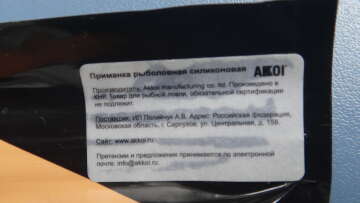 Приманка рыболовная силиконовая AKKOI
Производитель: Akkoi manufacturing co. ltd. Произведено в
КНР. Товар для рыбной ловли, обязательной сертификации
не подлежит.
Поставщик: ИП Палийчук А.В. Адрес: Российская Федерация,
Московская область, г. Серпухов, ул. Центральная, д. 158.
Сайт: www.akkoi.ru
Претензии и предложения принимаются по электронной
почте: info@akkoi.ru